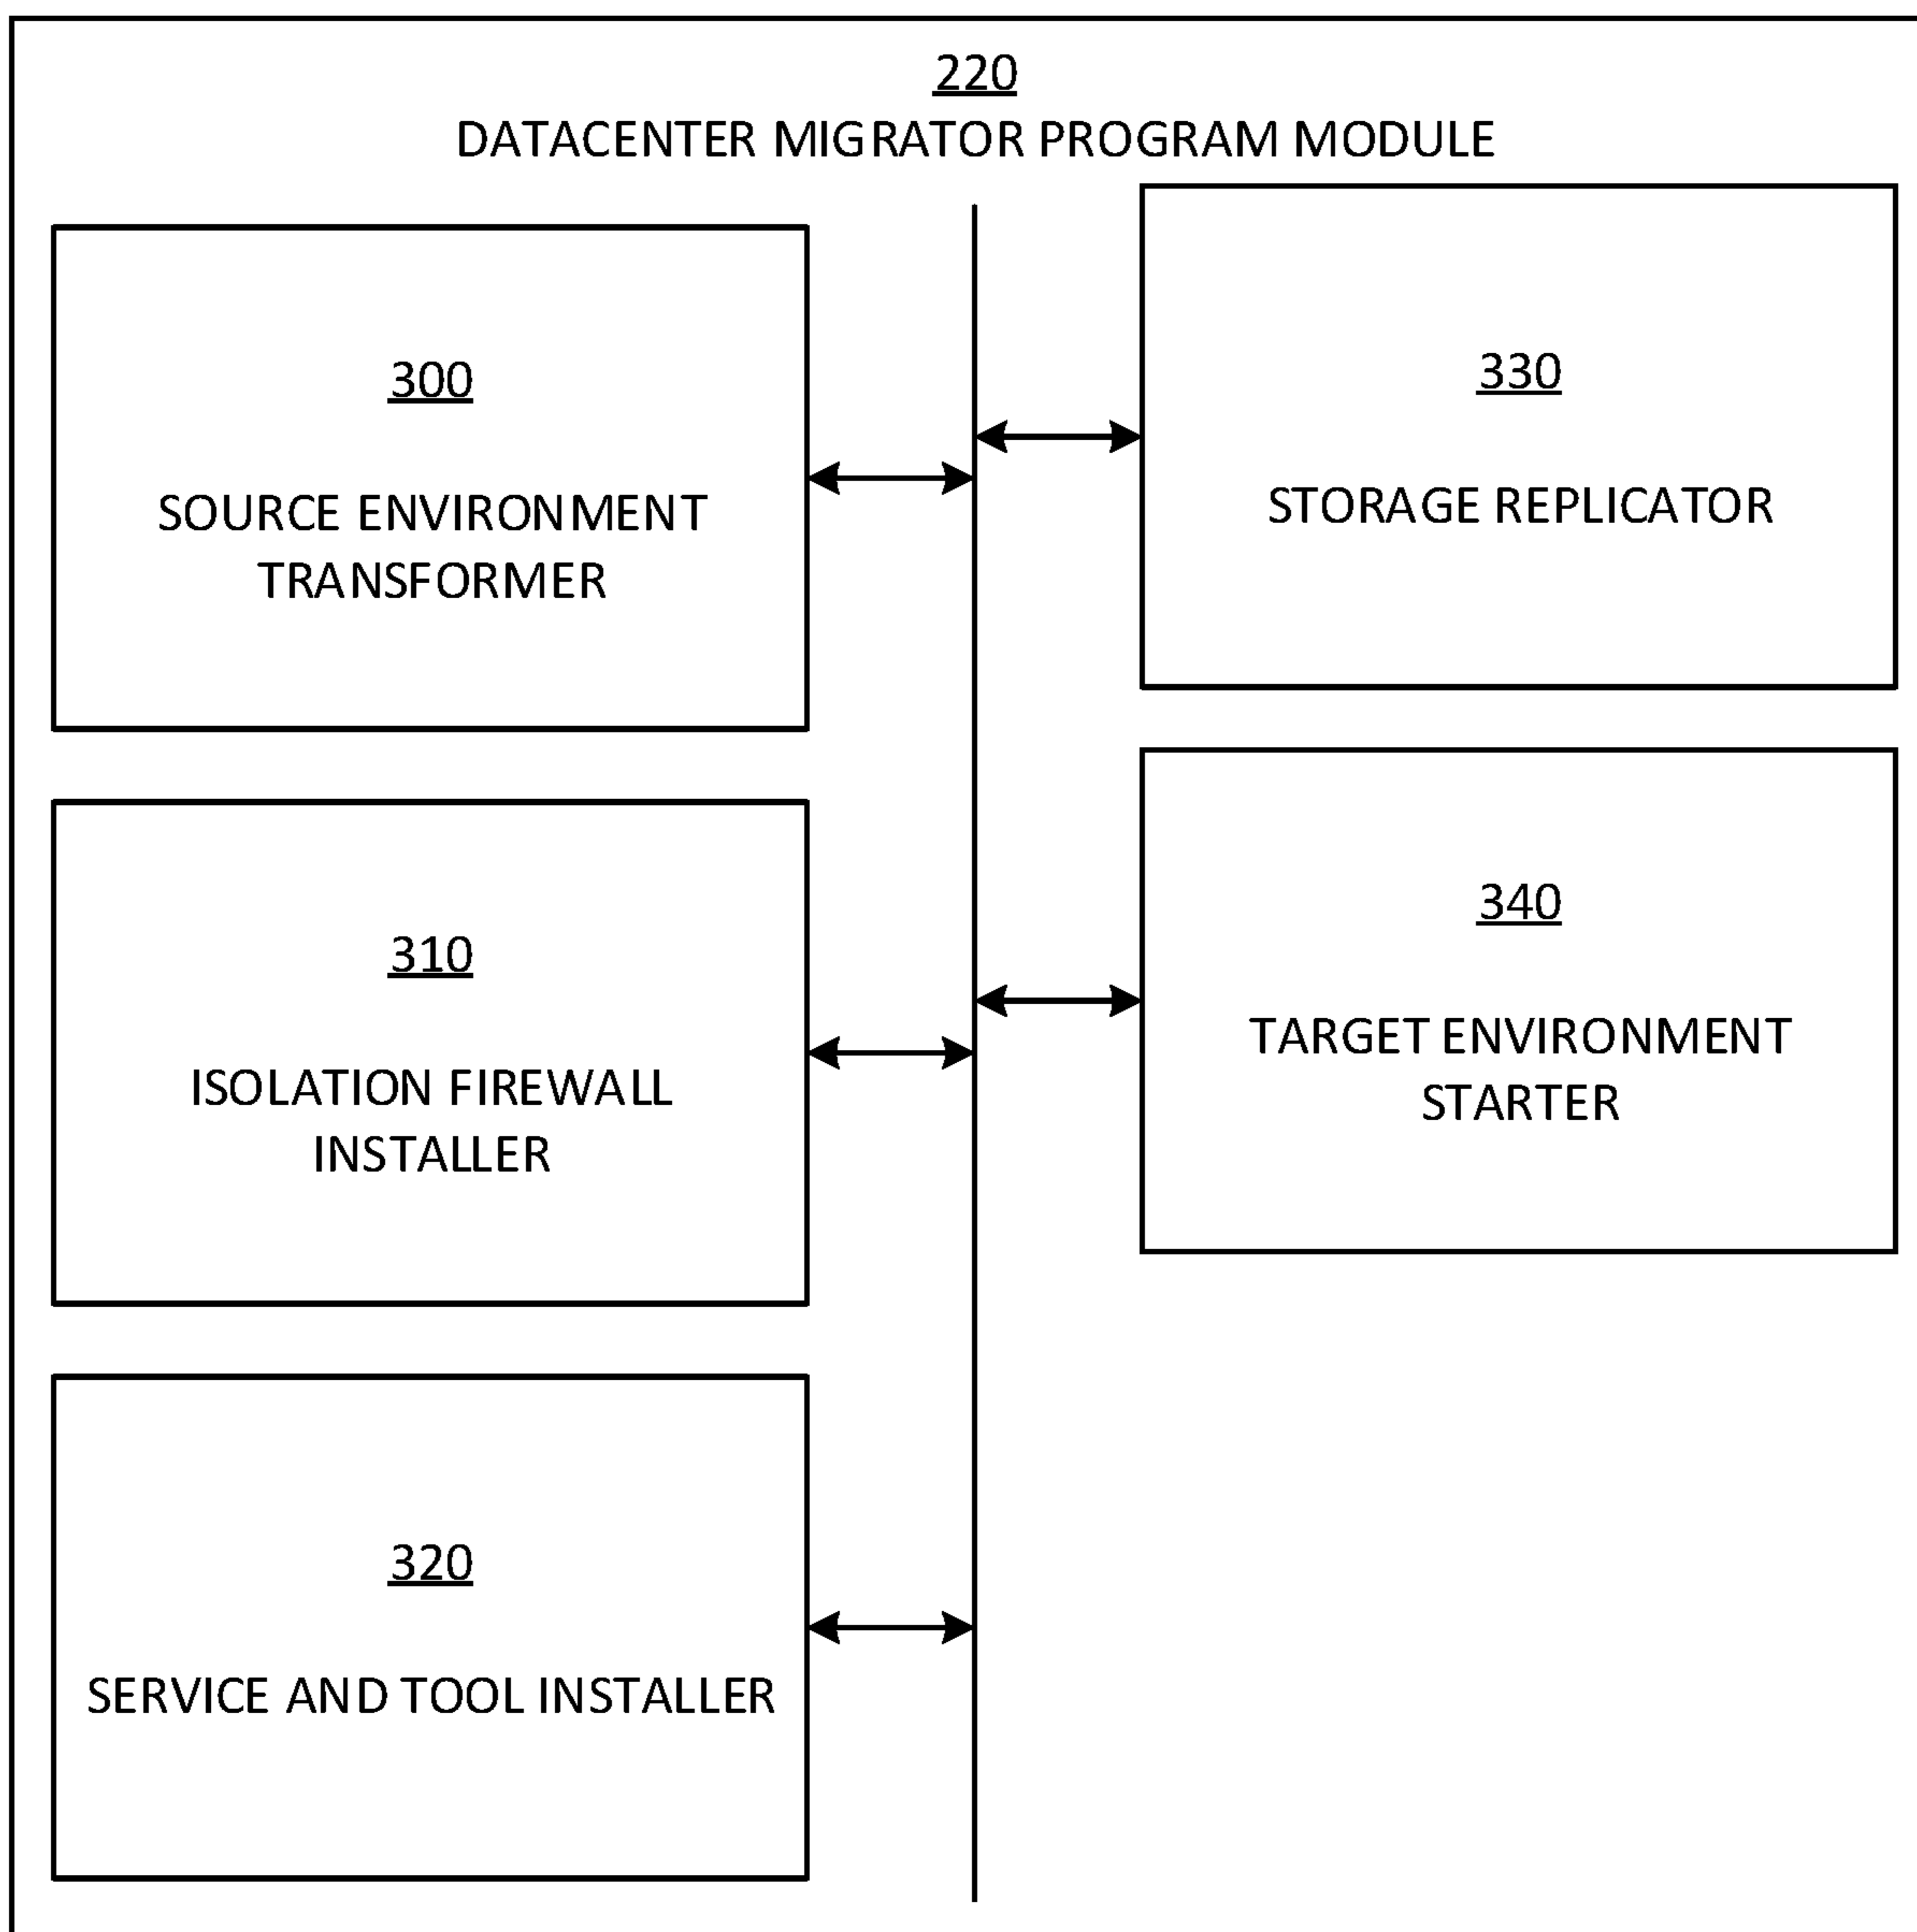 220
DATACENTER MIGRATOR PROGRAM MODULE
300
SOURCE ENVIRONMENT
TRANSFORMER
310
ISOLATION FIREWALL
INSTALLER
320
SERVICE AND TOOL INSTALLER
330
STORAGE REPLICATOR
340
TARGET ENVIRONMENT
STARTER